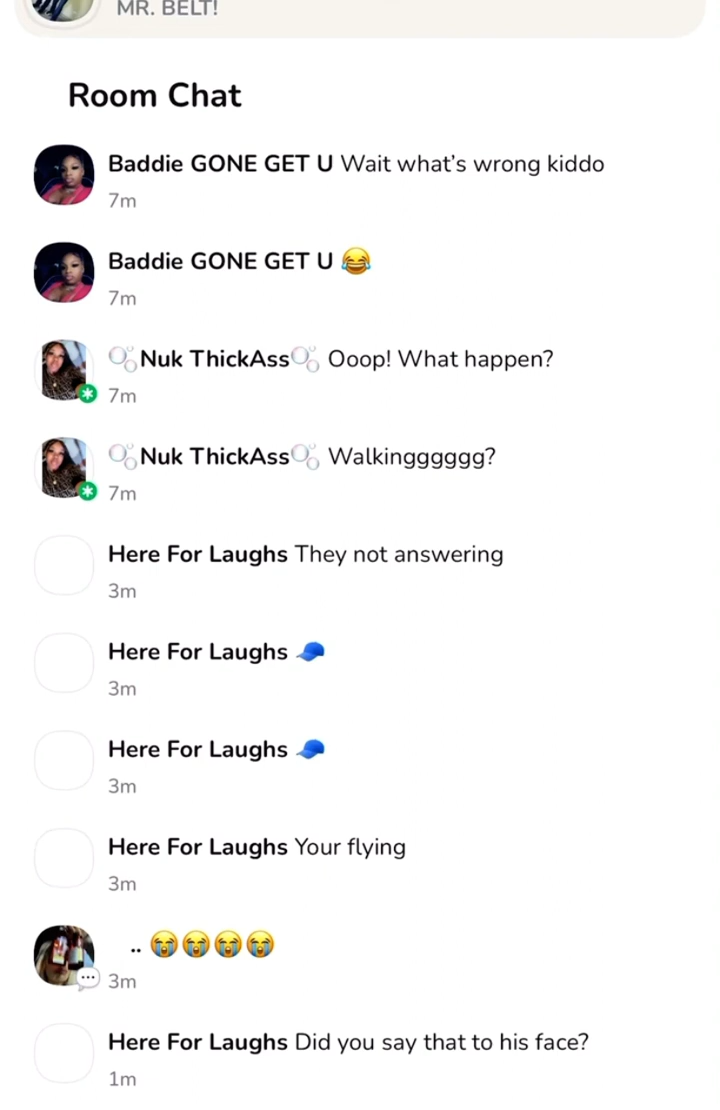 MR. BELT!
Room Chat
Baddie GONE GET U Wait what's wrong kiddo
7m
Baddie GONE GET U 😂
7m
🫧Nuk ThickAss🫧 Ooop! What happen?
7m
🫧Nuk ThickAss🫧 Walkingggggg?
7m
Here For Laughs They not answering
3m
Here For Laughs 🧢
3m
Here For Laughs 🧢
3m
Here For Laughs Your flying
3m
.. 😭😭😭😭
3m
Here For Laughs Did you say that to his face?
1m